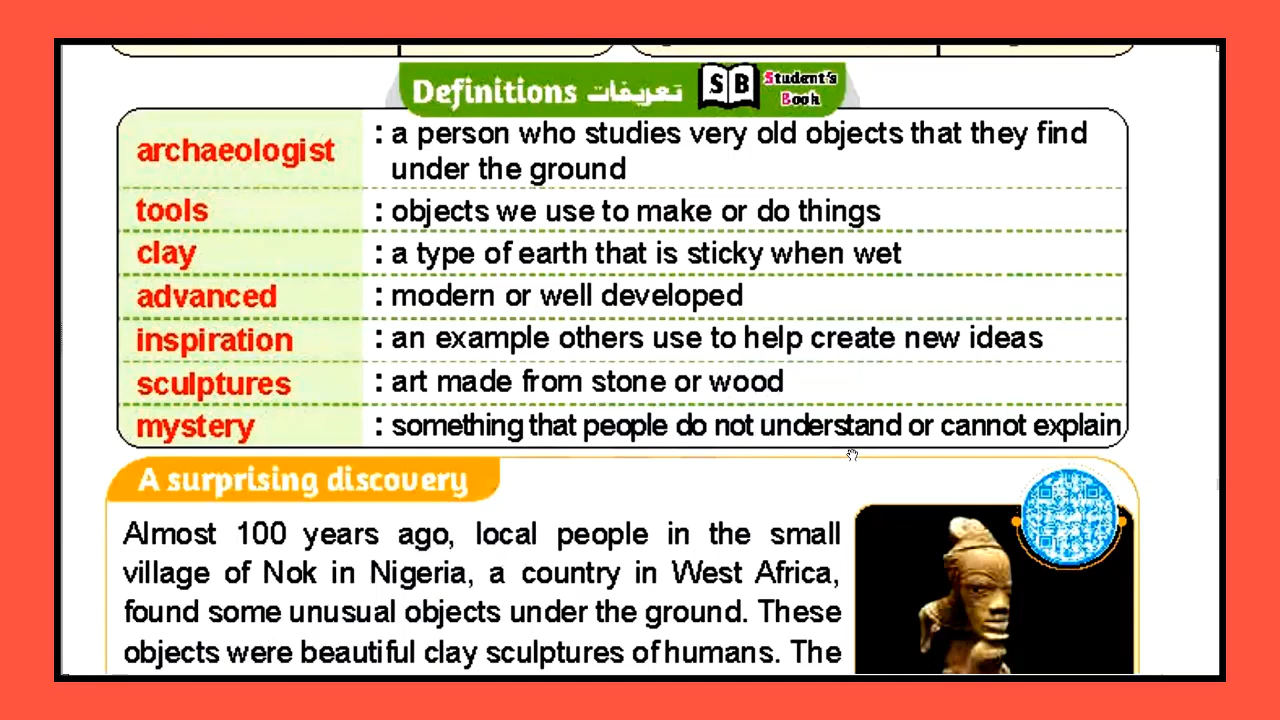 Definitions تعريفات SB Student's Book
archaeologist : a person who studies very old objects that they find under the ground
tools : objects we use to make or do things
clay : a type of earth that is sticky when wet
advanced : modern or well developed
inspiration : an example others use to help create new ideas
sculptures : art made from stone or wood
mystery : something that people do not understand or cannot explain
A surprising discovery
Almost 100 years ago, local people in the small
village of Nok in Nigeria, a country in West Africa,
found some unusual objects under the ground. These
objects were beautiful clay sculptures of humans. The